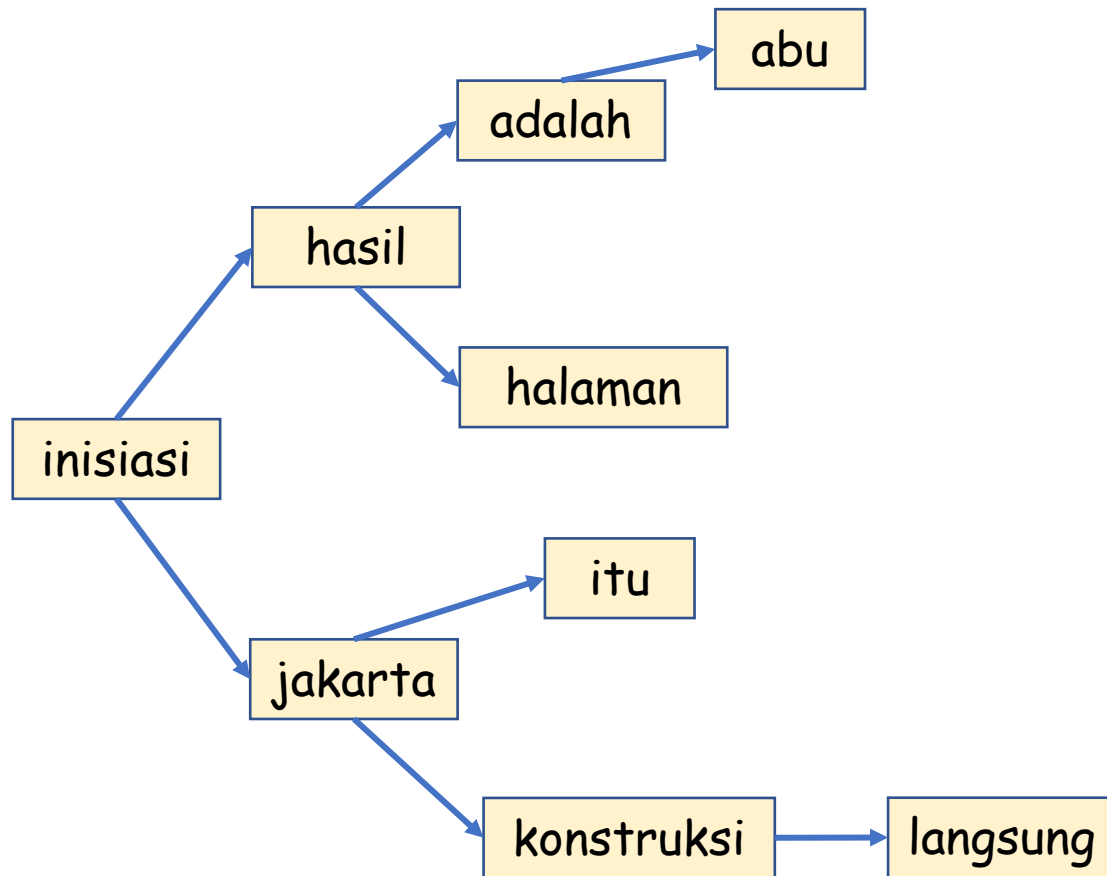 abu
adalah
hasil
halaman
inisiasi
itu
jakarta
konstruksi
langsung